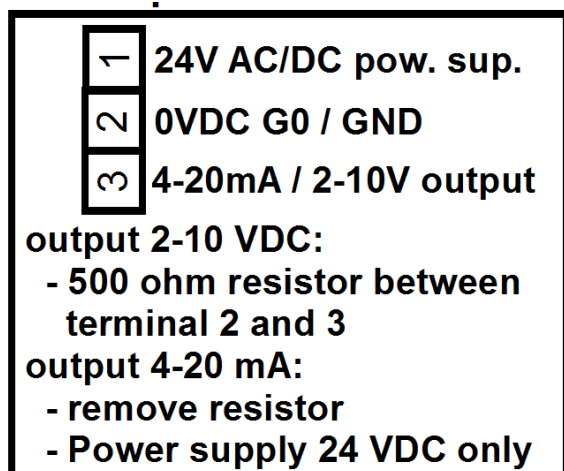 1 24V AC/DC pow. sup.
2 0VDC G0 / GND
3 4-20mA / 2-10V output
output 2-10 VDC:
- 500 ohm resistor between
terminal 2 and 3
output 4-20 mA:
- remove resistor
- Power supply 24 VDC only